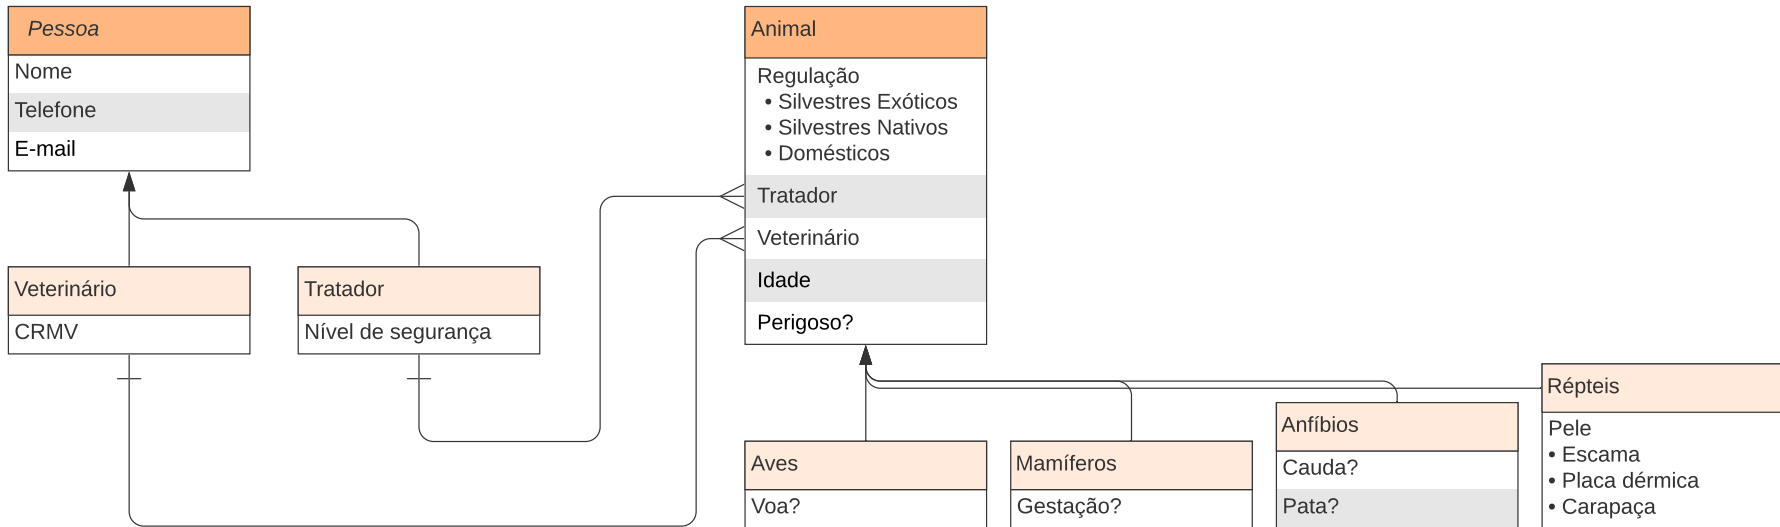 Pessoa
Nome
Telefone
E-mail
Veterinário
CRMV
Tratador
Nível de segurança
Animal
Regulação
• Silvestres Exóticos
• Silvestres Nativos
• Domésticos
Tratador
Veterinário
Idade
Perigoso?
Aves
Voa?
Mamíferos
Gestação?
Anfíbios
Cauda?
Pata?
Répteis
Pele
• Escama
• Placa dérmica
• Carapaça